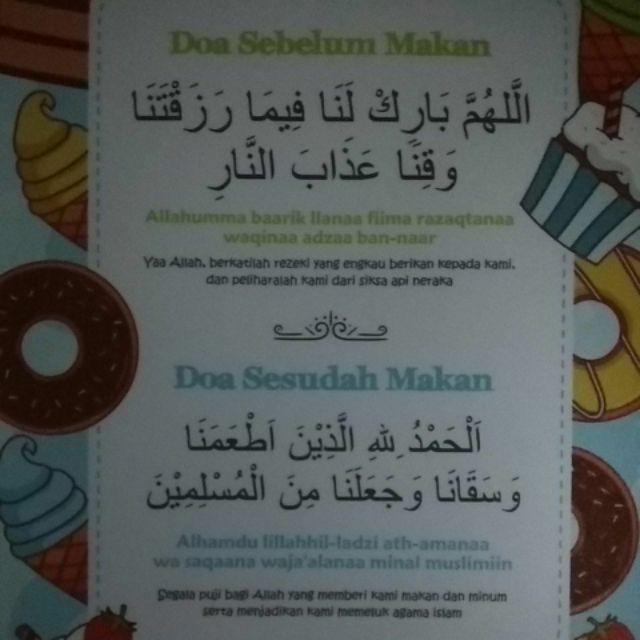 Doa Sebelum Makan
اَللّٰهُمَّ بَارِكْ لَنَا فِيمَا رَزَقْتَنَا
وَقِنَا عَذَابَ النَّارِ
Allahumma baarik llanaa fiima razaqtanaa
waqinaa adzaa ban-naar
Yaa Allah, berkatilah rezeki yang engkau berikan kepada kami,
dan peliharalah kami dari siksa api neraka
Doa Sesudah Makan
اَلْحَمْدُ ِللهِ الَّذِيْنَ اَطْعَمَنَا
وَسَقَانَا وَجَعَلَنَا مِنَ الْمُسْلِمِيْنَ
Alhamdu lillahhil-ladzi ath-amanaa
wa saqaana waja'alanaa minal muslimiin
Segala puji bagi Allah yang memberi kami makan dan minum
serta menjadikan kami memeluk agama islam